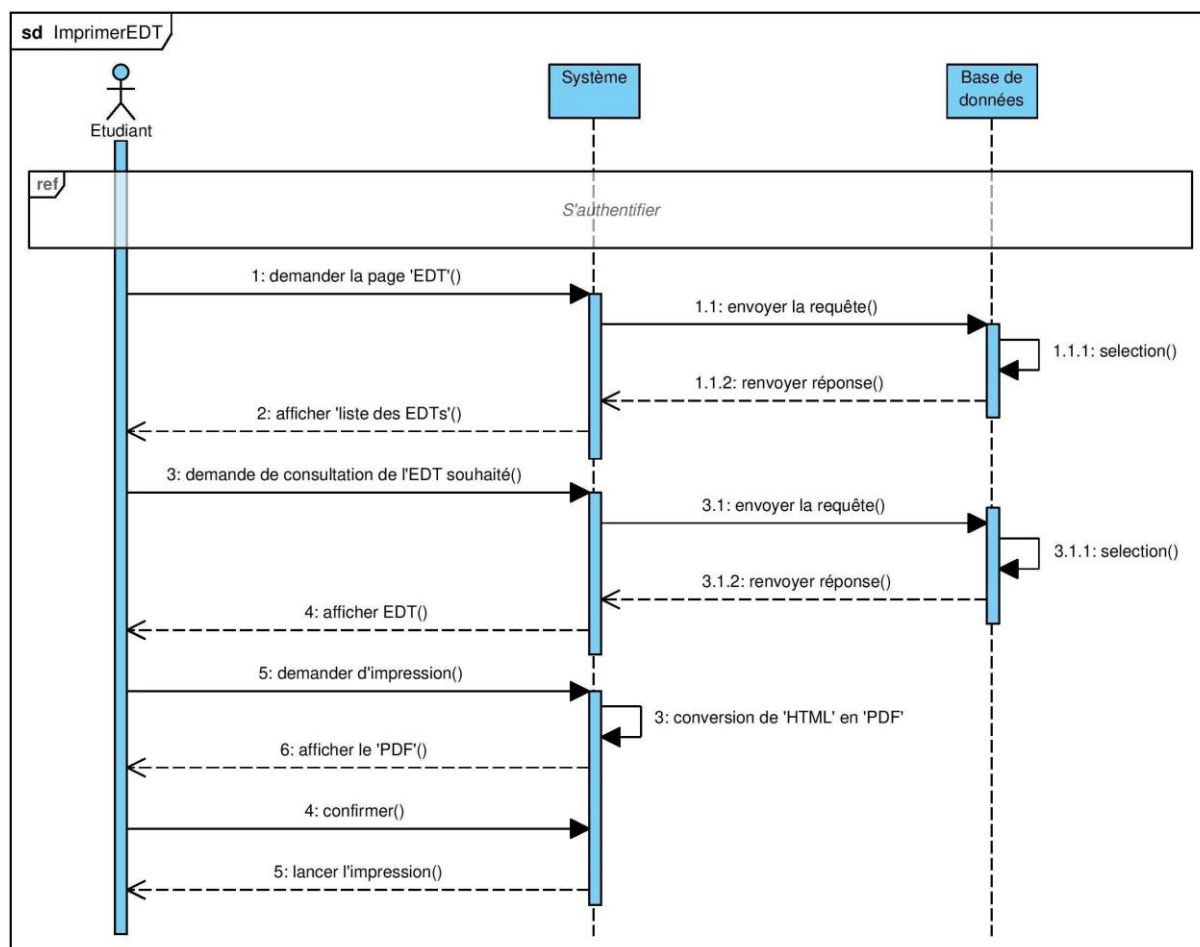 sd ImprimerEDT
Etudiant
Système
Base de
données
ref
S'authentifier
1: demander la page 'EDT'()
1.1: envoyer la requête()
1.1.1: selection()
1.1.2: renvoyer réponse()
2: afficher 'liste des EDTs'()
3: demande de consultation de l'EDT souhaité()
3.1: envoyer la requête()
3.1.1: selection()
3.1.2: renvoyer réponse()
4: afficher EDT()
5: demander d'impression()
3: conversion de 'HTML' en 'PDF'
6: afficher le 'PDF'()
4: confirmer()
5: lancer l'impression()